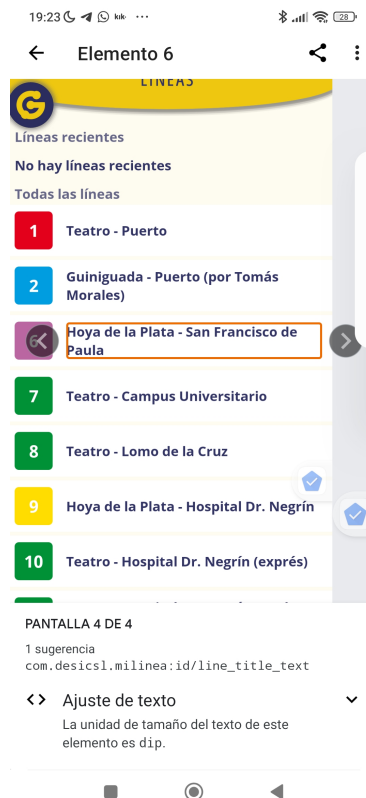 19:23 kik ...
28
Elemento 6
LÍNEAS
G
Líneas recientes
No hay líneas recientes
Todas las líneas
1 Teatro - Puerto
2 Guiniguada - Puerto (por Tomás
Morales)
6 Hoya de la Plata - San Francisco de
Paula
7 Teatro - Campus Universitario
8 Teatro - Lomo de la Cruz
9 Hoya de la Plata - Hospital Dr. Negrín
10 Teatro - Hospital Dr. Negrín (exprés)
PANTALLA 4 DE 4
1 sugerencia
com.desicsl.milinea:id/line_title_text
Ajuste de texto
La unidad de tamaño del texto de este
elemento es dip.